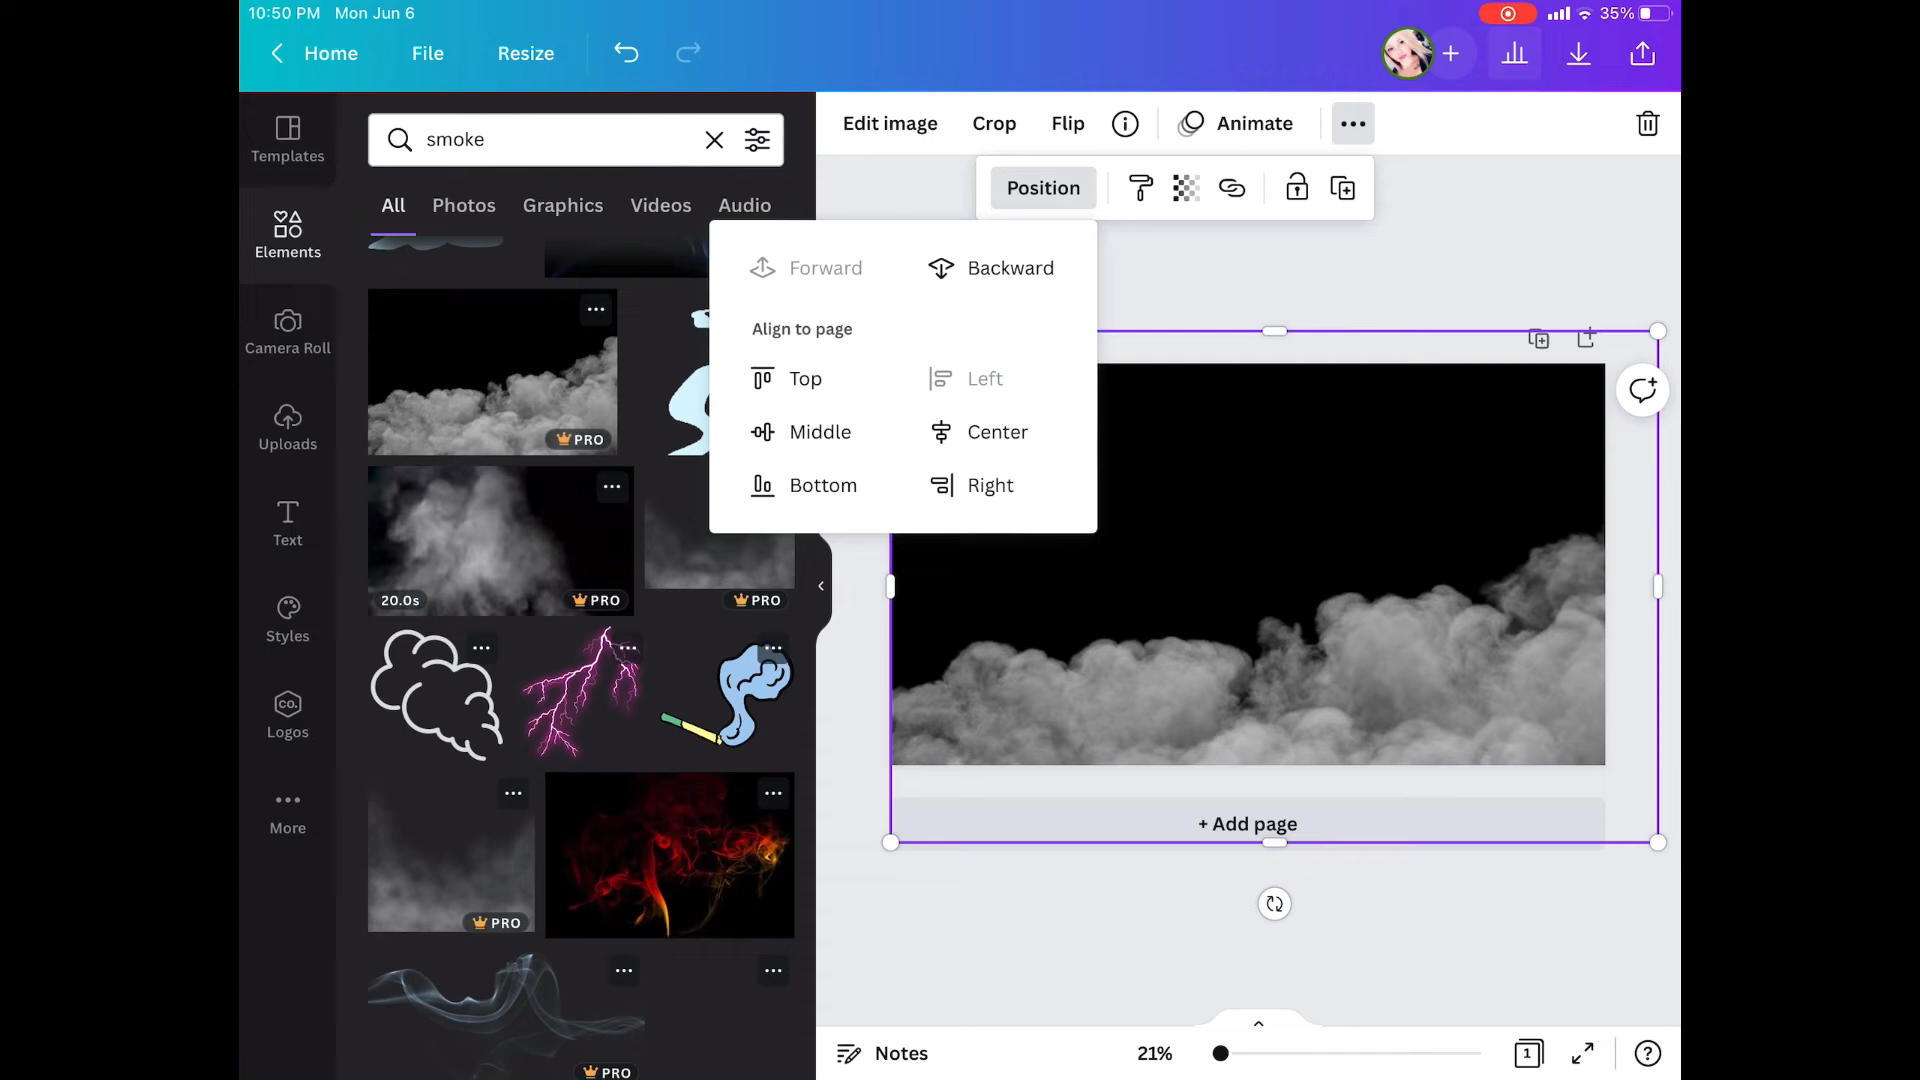 10:50 PM Mon Jun 6
35%
Home
File
Resize
Templates
Elements
Camera Roll
Uploads
Text
Styles
CO.
Logos
More
smoke
All
Photos
Graphics
Videos
Audio
PRO
20.0s
PRO
PRO
PRO
PRO
Edit image
Crop
Flip
Animate
Position
Forward
Backward
Align to page
Top
Left
Middle
Center
Bottom
Right
+ Add page
Notes
21%
1
?